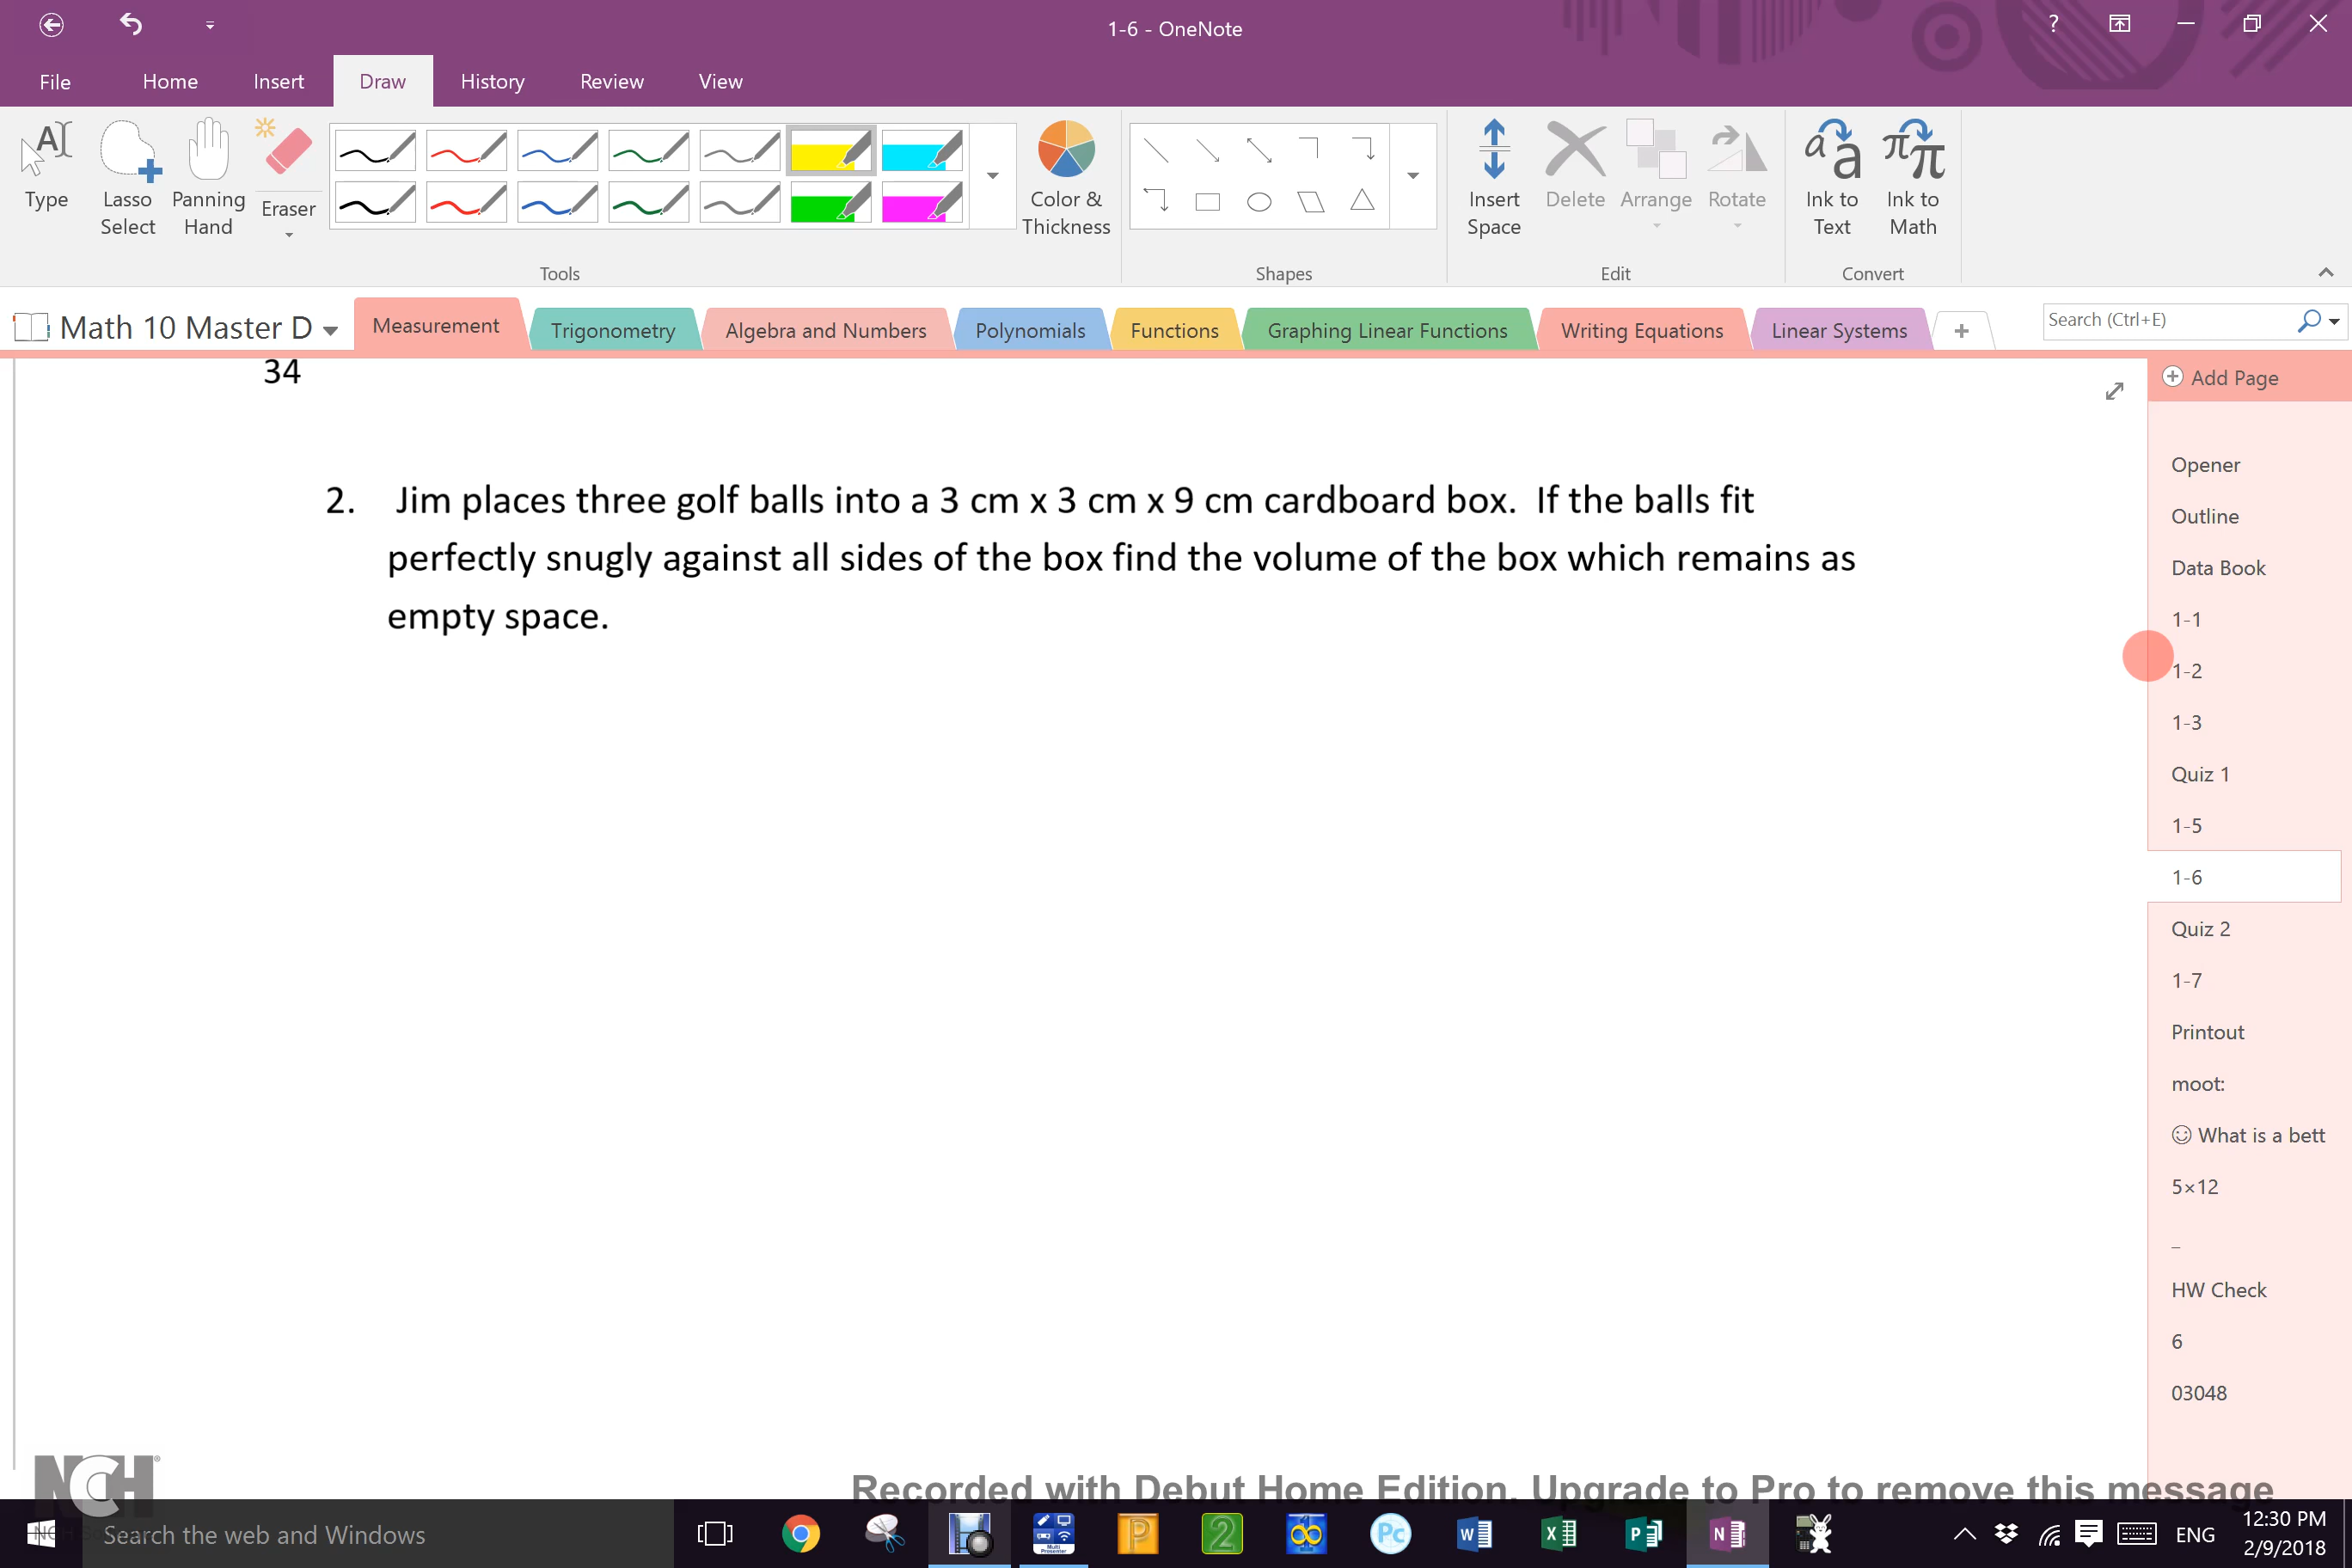 1-6 - OneNote
?
File Home Insert Draw History Review View
Type
Lasso Select
Panning Hand
Eraser
Color & Thickness
Insert Space
Delete
Arrange
Rotate
Ink to Text
Ink to Math
Tools Shapes Edit Convert
Math 10 Master D
Measurement Trigonometry Algebra and Numbers Polynomials Functions Graphing Linear Functions Writing Equations Linear Systems +
Search (Ctrl+E)
34
2. Jim places three golf balls into a 3 cm x 3 cm x 9 cm cardboard box. If the balls fit
perfectly snugly against all sides of the box find the volume of the box which remains as
empty space.
Add Page
Opener
Outline
Data Book
1-1
1-2
1-3
Quiz 1
1-5
1-6
Quiz 2
1-7
Printout
moot:
☺ What is a bett
5×12
–
HW Check
6
03048
NCH
Recorded with Debut Home Edition. Upgrade to Pro to remove this message
Search the web and Windows
ENG
12:30 PM
2/9/2018